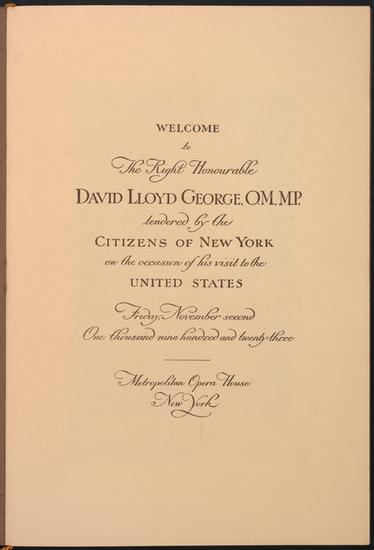 WELCOME
to
The Right Honourable
DAVID LLOYD GEORGE, O.M., M.P.
tendered by the
CITIZENS OF NEW YORK
on the occasion of his visit to the
UNITED STATES
Friday, November second
One thousand nine hundred and twenty-three
Metropolitan Opera House
New York